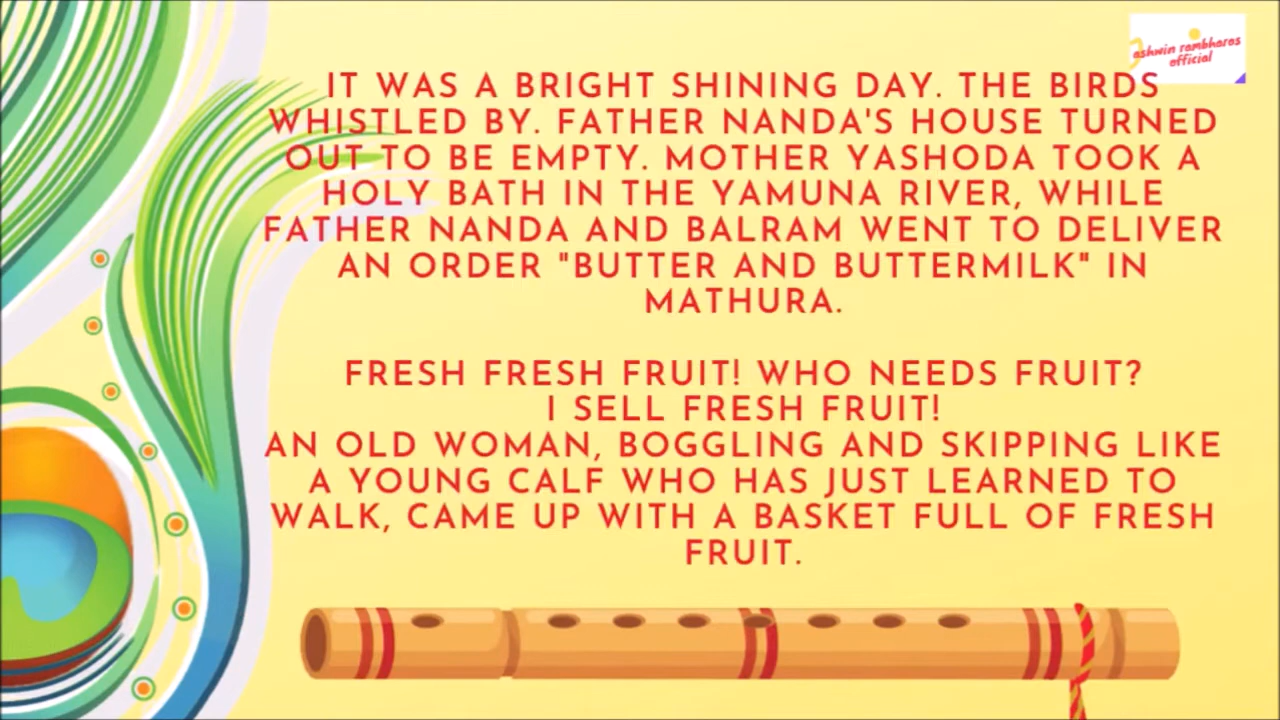 ashwin rambharos
official
IT WAS A BRIGHT SHINING DAY. THE BIRDS
WHISTLED BY. FATHER NANDA'S HOUSE TURNED
OUT TO BE EMPTY. MOTHER YASHODA TOOK A
HOLY BATH IN THE YAMUNA RIVER, WHILE
FATHER NANDA AND BALRAM WENT TO DELIVER
AN ORDER "BUTTER AND BUTTERMILK" IN
MATHURA.
FRESH FRESH FRUIT! WHO NEEDS FRUIT?
I SELL FRESH FRUIT!
AN OLD WOMAN, BOGGLING AND SKIPPING LIKE
A YOUNG CALF WHO HAS JUST LEARNED TO
WALK, CAME UP WITH A BASKET FULL OF FRESH
FRUIT.